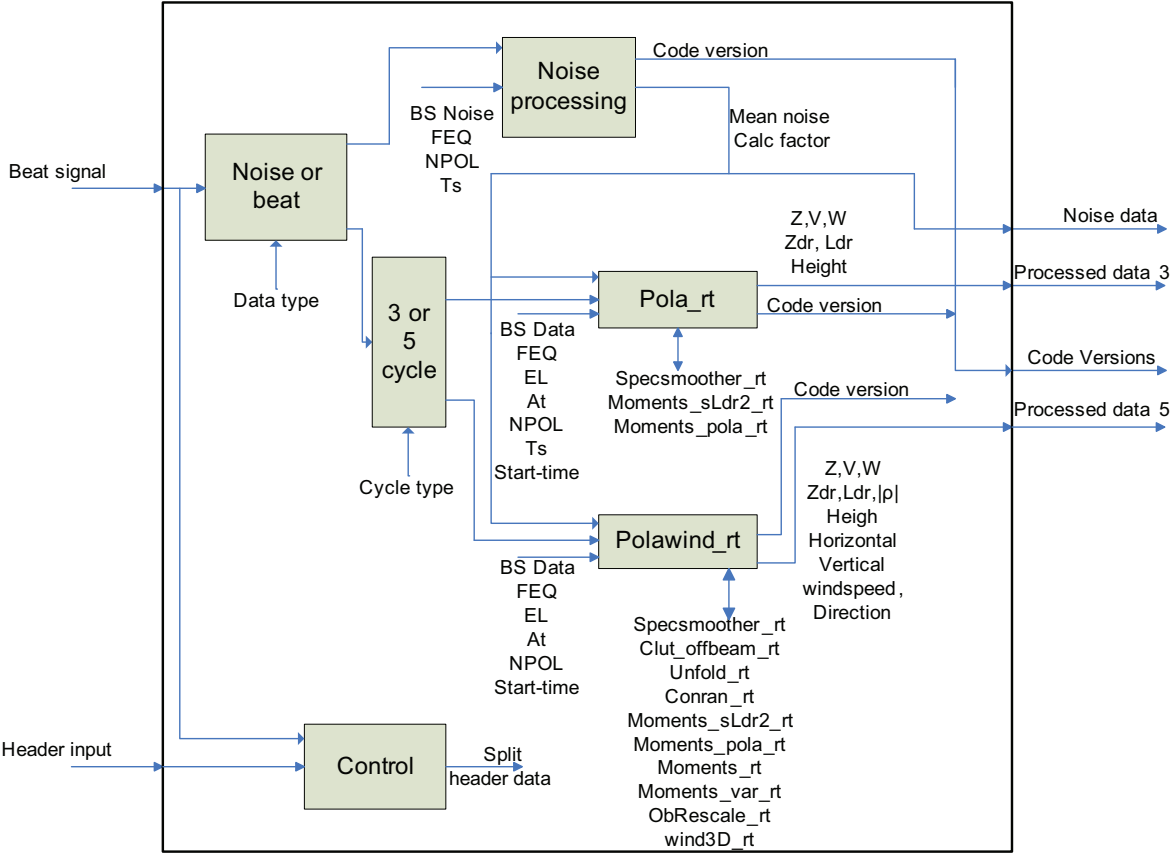 Code version
Noise
processing
BS Noise
FEQ
NPOL
Ts
Mean noise
Calc factor
Beat signal
Noise or
beat
Data type
Z,V,W
Zdr, Ldr
Height
Noise data
Processed data 3
3 or
5
cycle
Cycle type
Pola_rt
Code version
BS Data
FEQ
EL
At
NPOL
Ts
Start-time
Specsmoother_rt
Moments_sLdr2_rt
Moments_pola_rt
Code Versions
Code version
Processed data 5
Polawind_rt
Z,V,W
Zdr,Ldr,|ρ|
Heigh
Horizontal
Vertical
windspeed,
Direction
BS Data
FEQ
EL
At
NPOL
Start-time
Specsmoother_rt
Clut_offbeam_rt
Unfold_rt
Conran_rt
Moments_sLdr2_rt
Moments_pola_rt
Moments_rt
Moments_var_rt
ObRescale_rt
wind3D_rt
Header input
Control
Split
header data